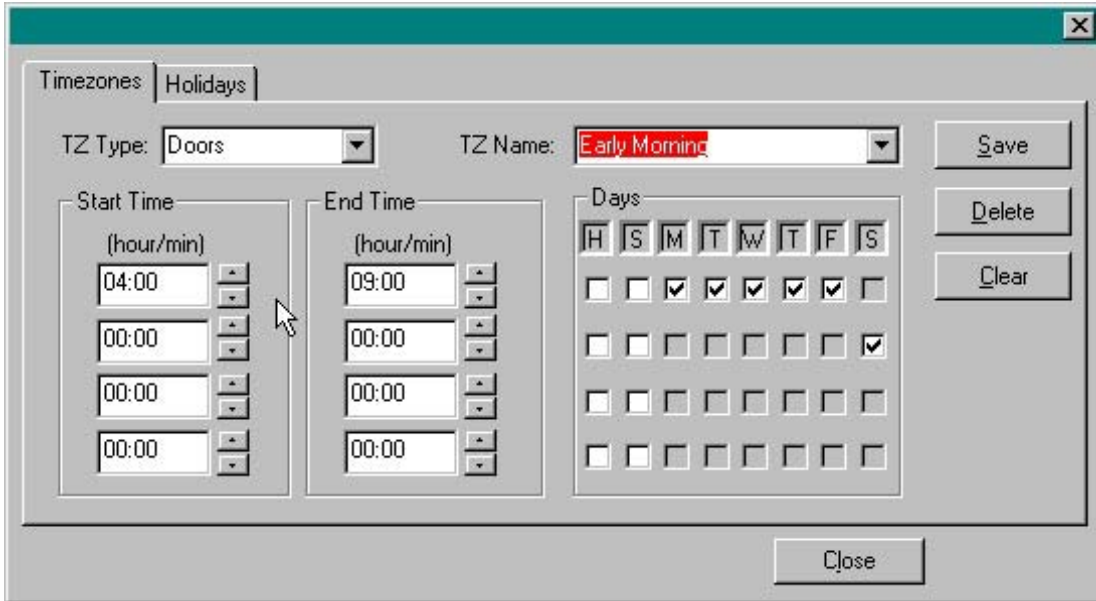 Timezones Holidays
TZ Type: Doors TZ Name: Early Morning Save
Start Time End Time Days Delete
(hour/min) (hour/min) H S M T W T F S
04:00 09:00 Clear
00:00 00:00
00:00 00:00
00:00 00:00
Close